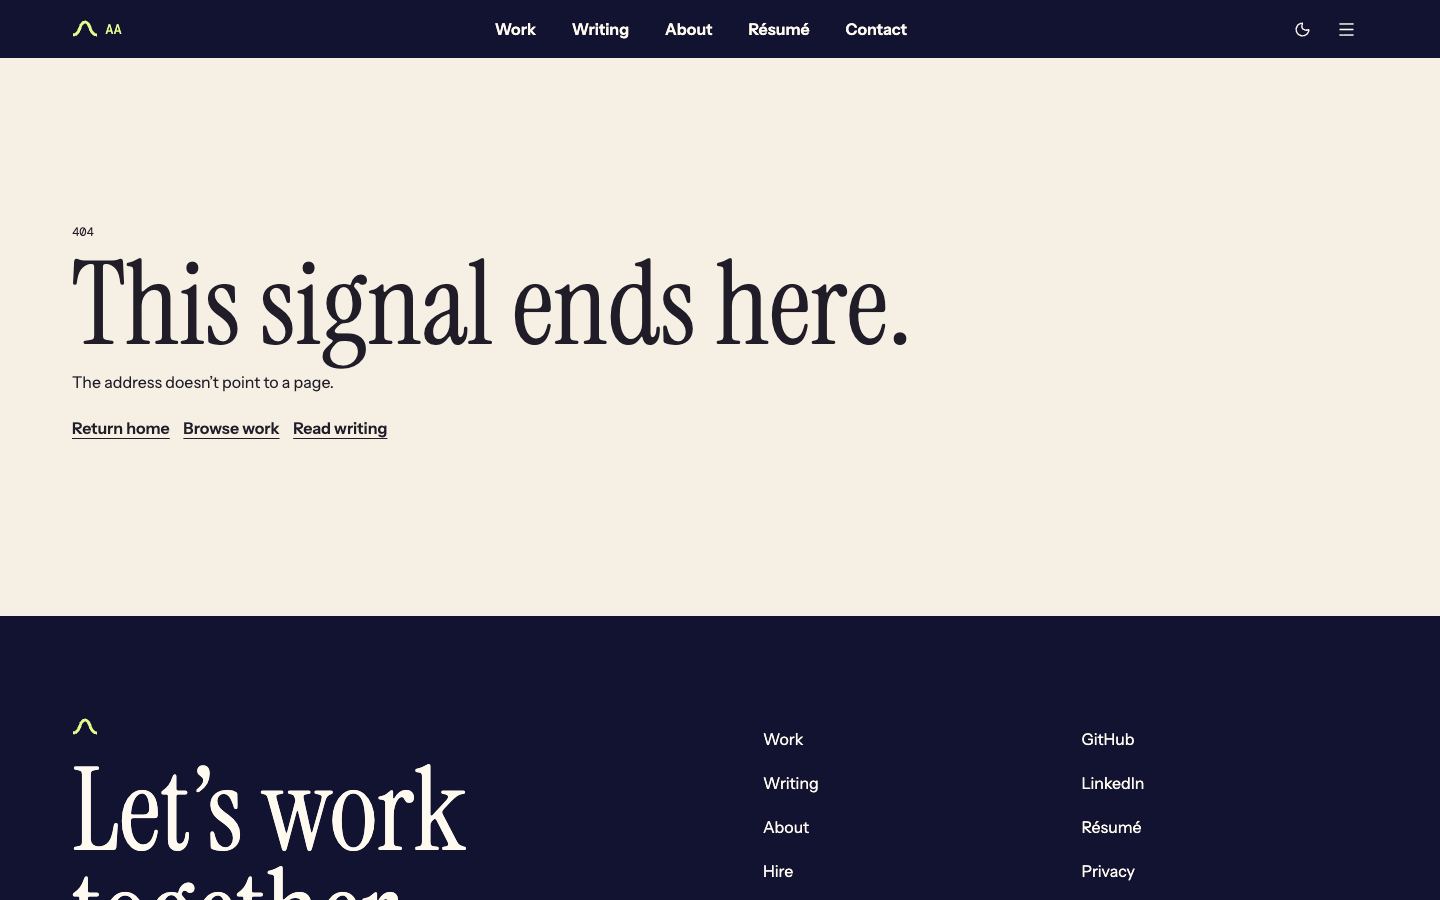 AA
Work
Writing
About
Résumé
Contact
404
This signal ends here.
The address doesn’t point to a page.
Return home Browse work Read writing
Let’s work
together
Work
Writing
About
Hire
GitHub
LinkedIn
Résumé
Privacy